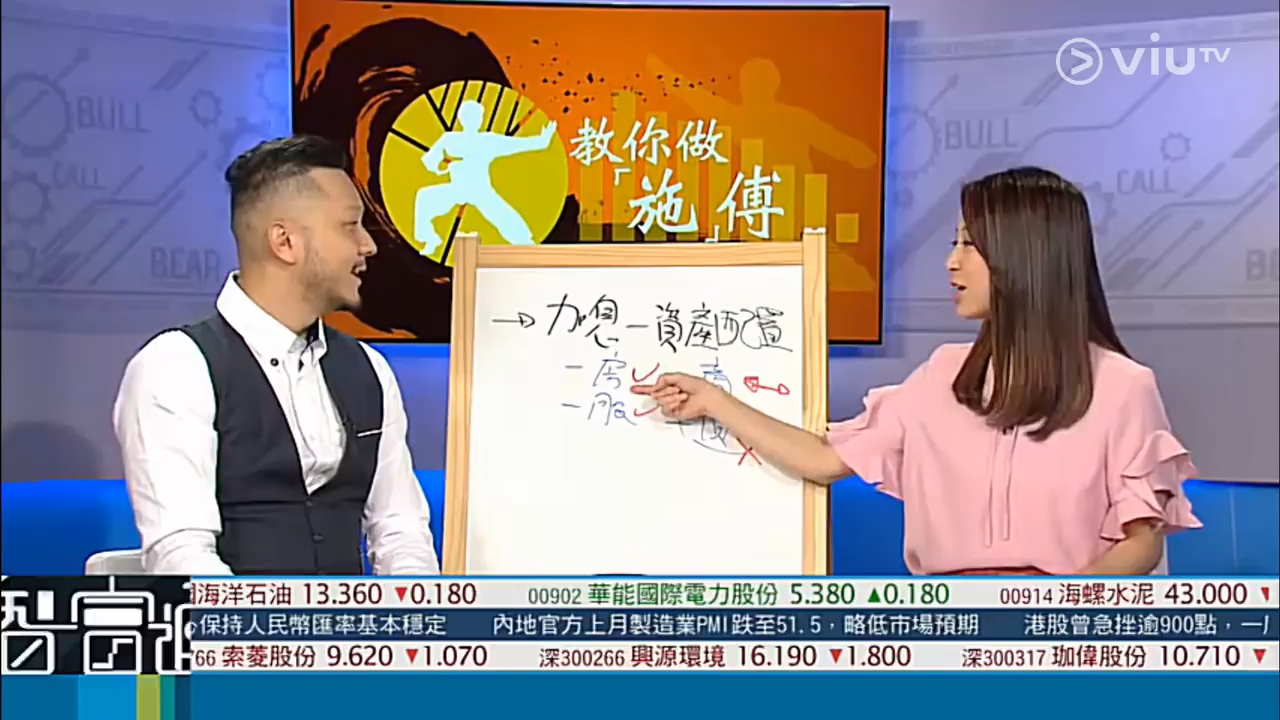 viuTV
BULL
CALL
BEAR
BULL
CALL
教你做
「施傅」
加息－資產配置
－房✓
－股✓
海洋石油 13.360 ▼0.180 00902 華能國際電力股份 5.380 ▲0.180 00914 海螺水泥 43.000 ▼
保持人民幣匯率基本穩定 內地官方上月製造業PMI跌至51.5，略低市場預期 港股曾急挫逾900點，一
766 索菱股份 9.620 ▼1.070 深300266 興源環境 16.190 ▼1.800 深300317 珈偉股份 10.710 ▼